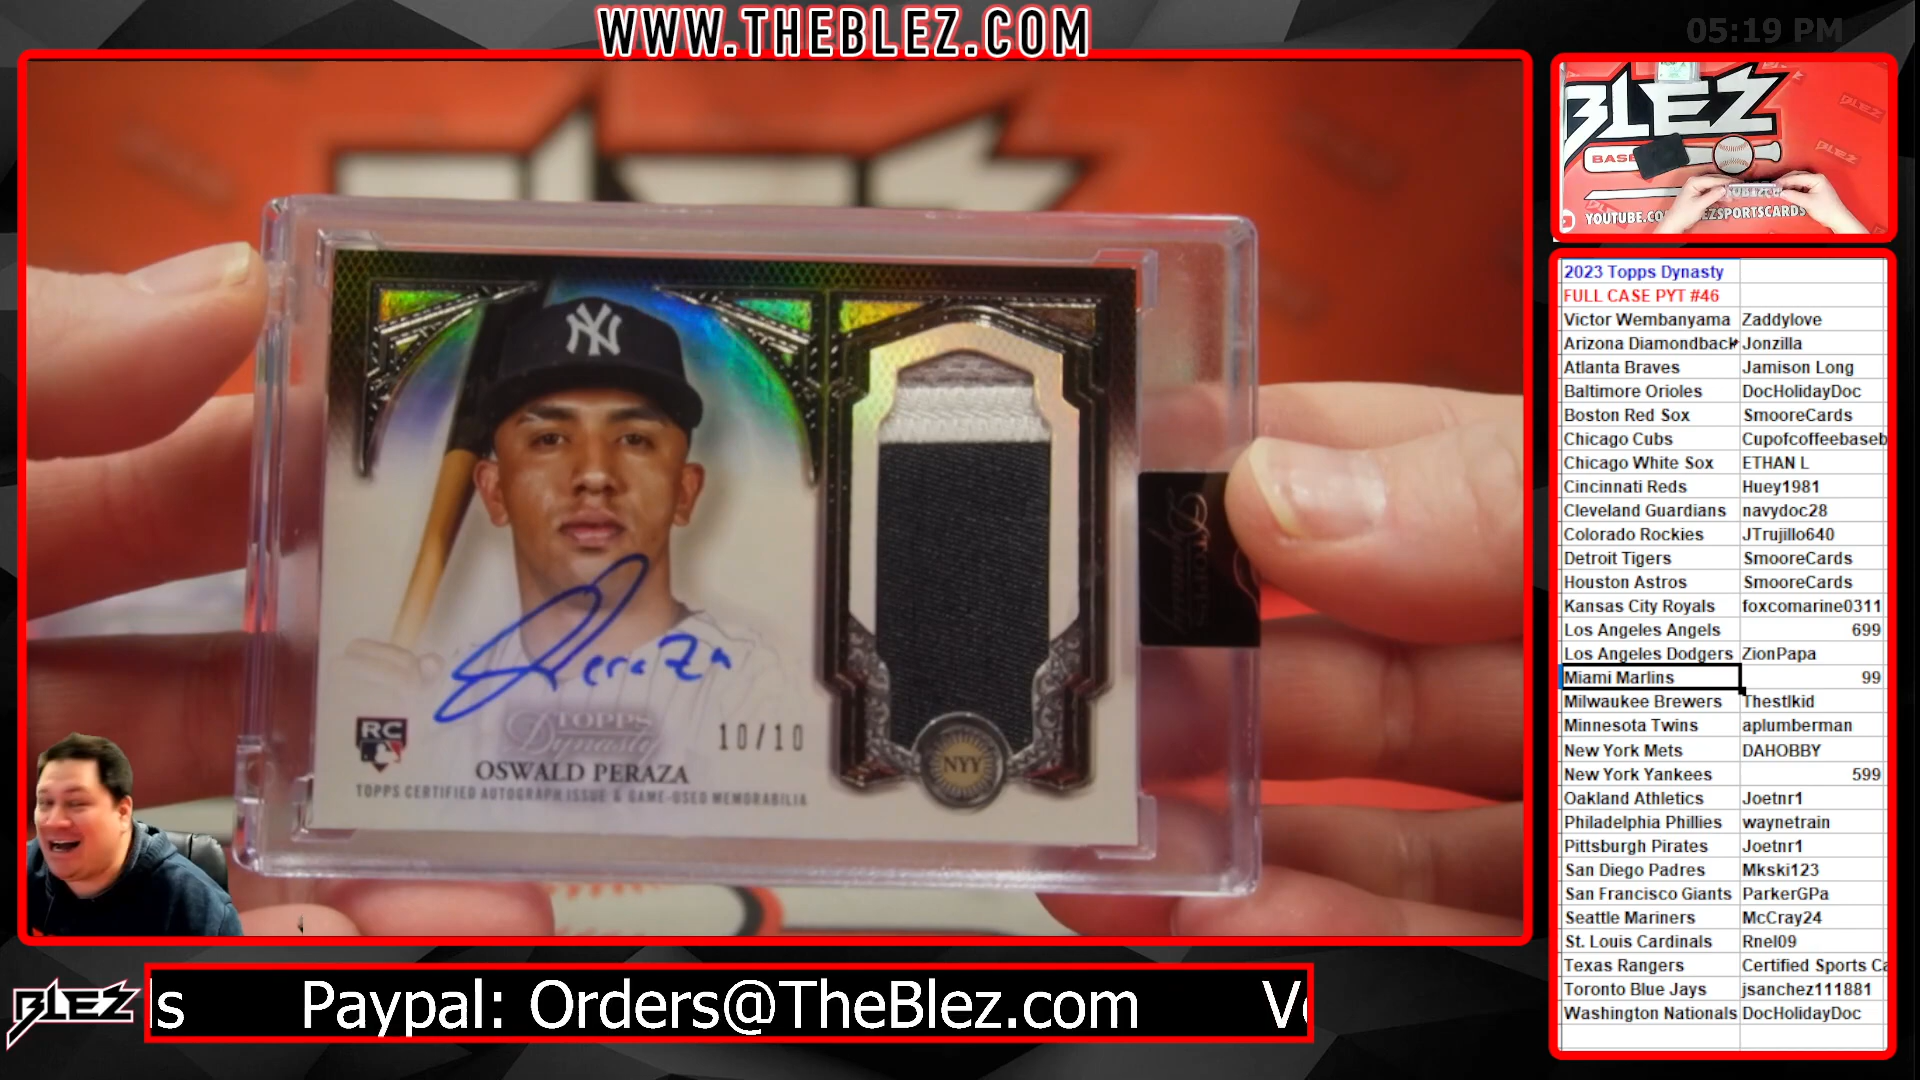 WWW.THEBLEZ.COM
05:19 PM
BLEZ
BASE
YOUTUBE.CO
EZSPORTSCARDS
NY
Peraza
RC
TOPPS
Dynasty
10/10
OSWALD PERAZA
TOPPS CERTIFIED AUTOGRAPH ISSUE & GAME-USED MEMORABILIA
NYY
TOPPS
Dynasty
2023 Topps Dynasty
FULL CASE PYT #46
Victor Wembanyama Zaddylove
Arizona Diamondback Jonzilla
Atlanta Braves Jamison Long
Baltimore Orioles DocHolidayDoc
Boston Red Sox SmooreCards
Chicago Cubs Cupofcoffeebaseb
Chicago White Sox ETHAN L
Cincinnati Reds Huey1981
Cleveland Guardians navydoc28
Colorado Rockies JTrujillo640
Detroit Tigers SmooreCards
Houston Astros SmooreCards
Kansas City Royals foxcomarine0311
Los Angeles Angels 699
Los Angeles Dodgers ZionPapa
Miami Marlins 99
Milwaukee Brewers Thestlkid
Minnesota Twins aplumberman
New York Mets DAHOBBY
New York Yankees 599
Oakland Athletics Joetnr1
Philadelphia Phillies waynetrain
Pittsburgh Pirates Joetnr1
San Diego Padres Mkski123
San Francisco Giants ParkerGPa
Seattle Mariners McCray24
St. Louis Cardinals Rnel09
Texas Rangers Certified Sports Ca
Toronto Blue Jays jsanchez111881
Washington Nationals DocHolidayDoc
BLEZ
ls Paypal: Orders@TheBlez.com Ve